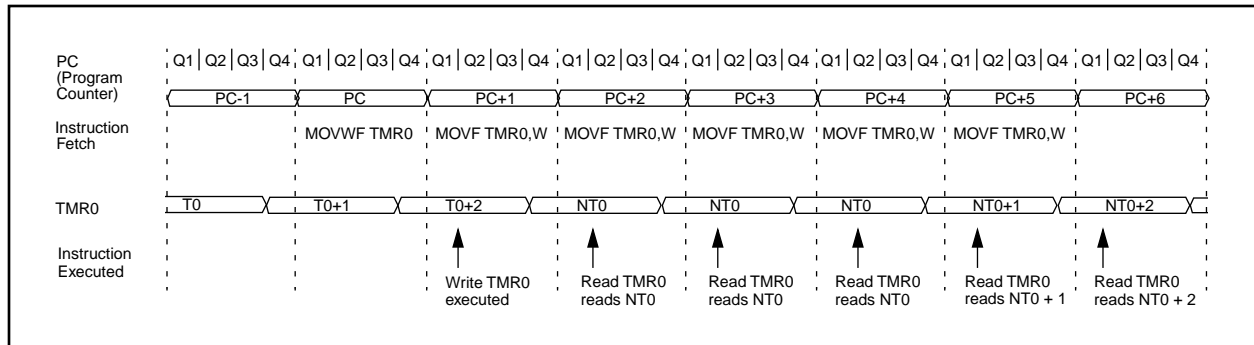 PC
(Program
Counter)
Q1 Q2 Q3 Q4 Q1 Q2 Q3 Q4 Q1 Q2 Q3 Q4 Q1 Q2 Q3 Q4 Q1 Q2 Q3 Q4 Q1 Q2 Q3 Q4 Q1 Q2 Q3 Q4 Q1 Q2 Q3 Q4
PC-1 PC PC+1 PC+2 PC+3 PC+4 PC+5 PC+6
Instruction
Fetch
MOVWF TMR0 MOVF TMR0,W MOVF TMR0,W MOVF TMR0,W MOVF TMR0,W MOVF TMR0,W
TMR0
T0 T0+1 T0+2 NT0 NT0 NT0 NT0+1 NT0+2
Instruction
Executed
Write TMR0
executed
Read TMR0
reads NT0
Read TMR0
reads NT0
Read TMR0
reads NT0
Read TMR0
reads NT0 + 1
Read TMR0
reads NT0 + 2